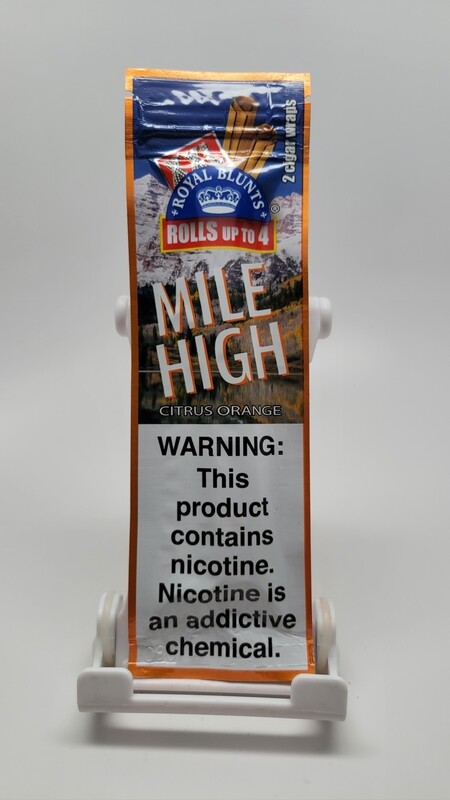 2 cigar wraps
ROYAL BLUNTS®
ROLLS UP TO 4
MILE
HIGH
CITRUS ORANGE
WARNING:
This
product
contains
nicotine.
Nicotine is
an addictive
chemical.